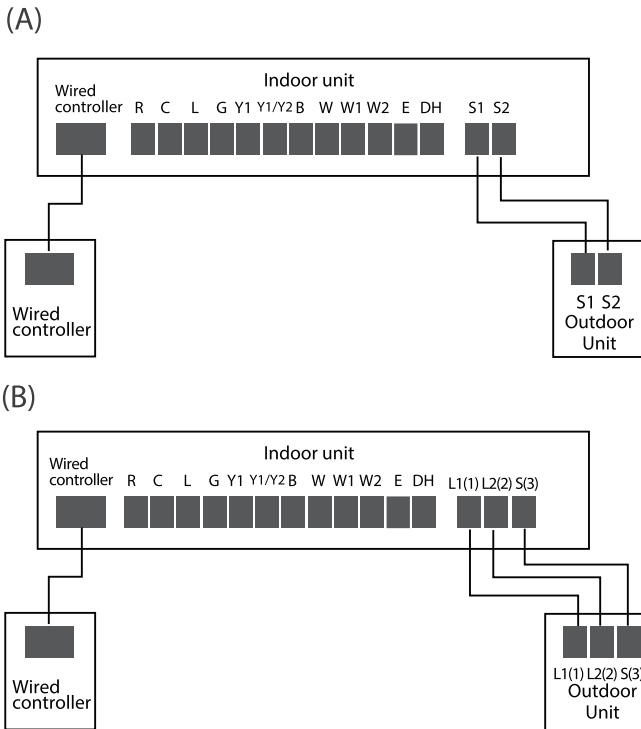 (A)
Indoor unit
Wired
controller
R C L G Y1 Y1/Y2 B W W1 W2 E DH S1 S2
Wired
controller
S1 S2
Outdoor
Unit
(B)
Indoor unit
Wired
controller
R C L G Y1 Y1/Y2 B W W1 W2 E DH L1(1) L2(2) S(3)
Wired
controller
L1(1) L2(2) S(3)
Outdoor
Unit